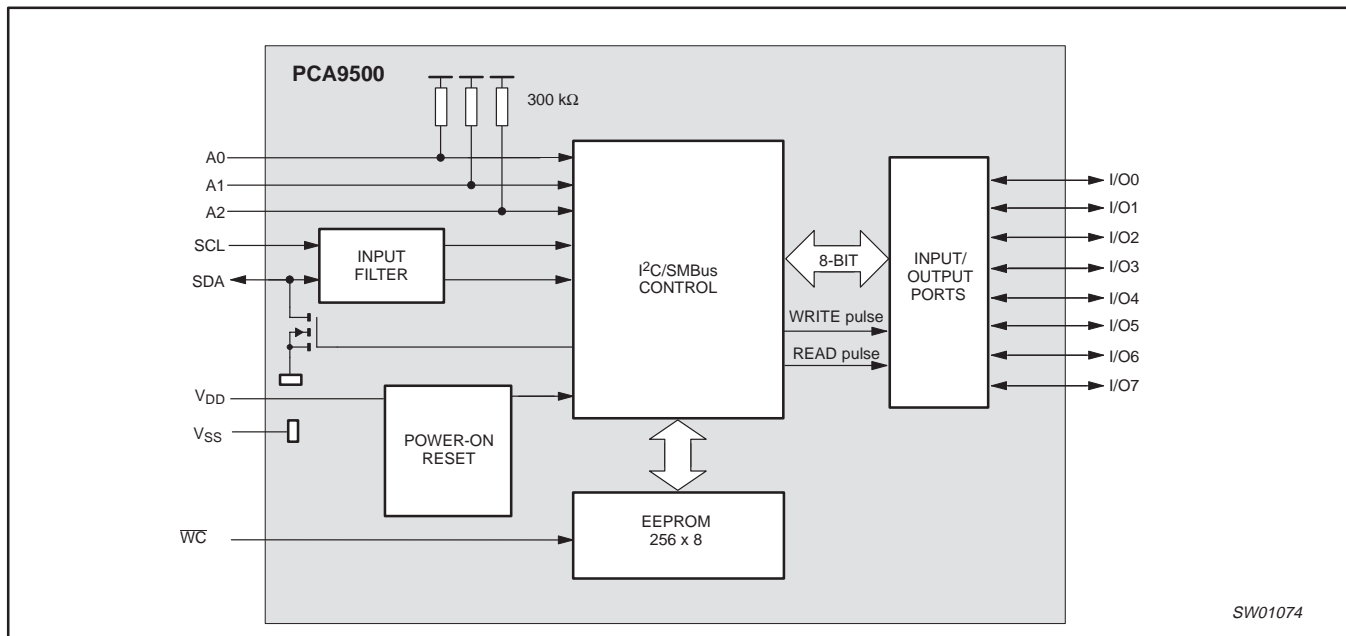 PCA9500
300 kΩ
A0
A1
A2
SCL
SDA
INPUT
FILTER
I²C/SMBus
CONTROL
8-BIT
WRITE pulse
READ pulse
INPUT/
OUTPUT
PORTS
I/O0
I/O1
I/O2
I/O3
I/O4
I/O5
I/O6
I/O7
VDD
VSS
POWER-ON
RESET
W̅C̅
EEPROM
256 x 8
SW01074